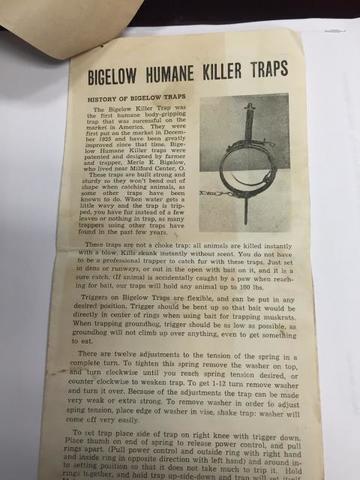 BIGELOW HUMANE KILLER TRAPS
HISTORY OF BIGELOW TRAPS
The Bigelow Killer Trap was
the first humane body-gripping
trap that was successful on the
market in America. They were
first put on the market in Decem-
ber 1925 and have been greatly
improved since that time. Bige-
low Humane Killer traps were
patented and designed by farmer
and trapper, Merle E. Bigelow,
who lived near Milford Center, O.
These traps are built strong and
sturdy so they won't bend out of
shape when catching animals, as
some other traps have been
known to do. When water gets a
little wavy and the trap is trip-
ped, you have fur instead of a few
leaves or nothing in trap, as many
trappers using other traps have
found in the past few years.
These traps are not a choke trap: all animals are killed instantly
with a blow. Kills skunk instantly without scent. You do not have
to be a professional trapper to catch fur with these traps. Just set
in dens or runways, or out in the open with bait on it, and it is a
sure catch. (If animal is accidentally caught by a paw when reach-
ing for bait, our traps will hold any animal up to 100 lbs.
Triggers on Bigelow Traps are flexible, and can be put in any
desired position. Trigger should be bent up so that bait would be
directly in center of rings when using bait for trapping muskrats.
When trapping groundhog, trigger should be as low as possible, as
groundhog will not climb up over anything, even to get something
to eat.
There are twelve adjustments to the tension of the spring in a
complete turn. To tighten this spring remove the washer on top,
and turn clockwise until you reach spring tension desired, or
counter clockwise to weaken trap. To get 1-12 turn remove washer
and turn it over. Because of the adjustments the trap can be made
very weak or extra strong. To remove washer in order to adjust
sping tension, place edge of washer in vise, shake trap: washer will
come off very easily.
To set trap place side of trap on right knee with trigger down.
Place thumb on end of spring to release power control, and pull
rings apart. (Pull power control and outside ring with right hand
and inside ring in opposite direction with left hand) and around in-
to setting position so that it does not take much to trip it. Hold
rings together, and hold trap up-side-down and trap will set itself